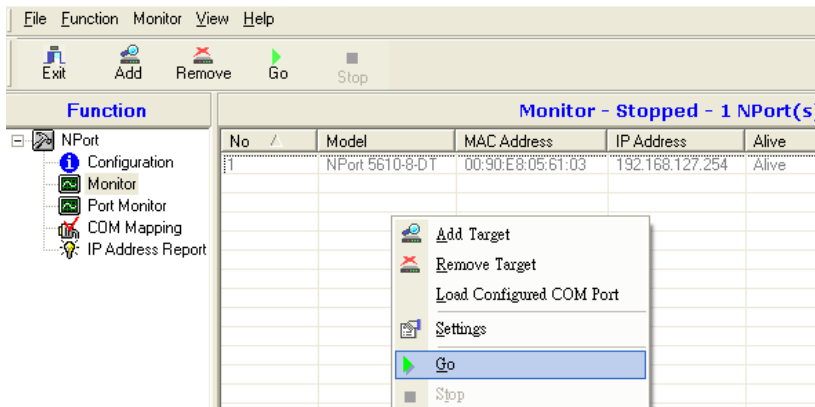 File Function Monitor View Help
Exit Add Remove Go Stop
Function
Monitor - Stopped - 1 NPort(s)
NPort
Configuration
Monitor
Port Monitor
COM Mapping
IP Address Report
No Model MAC Address IP Address Alive
1 NPort 5610-8-DT 00:90:E8:05:61:03 192.168.127.254 Alive
Add Target
Remove Target
Load Configured COM Port
Settings
Go
Stop